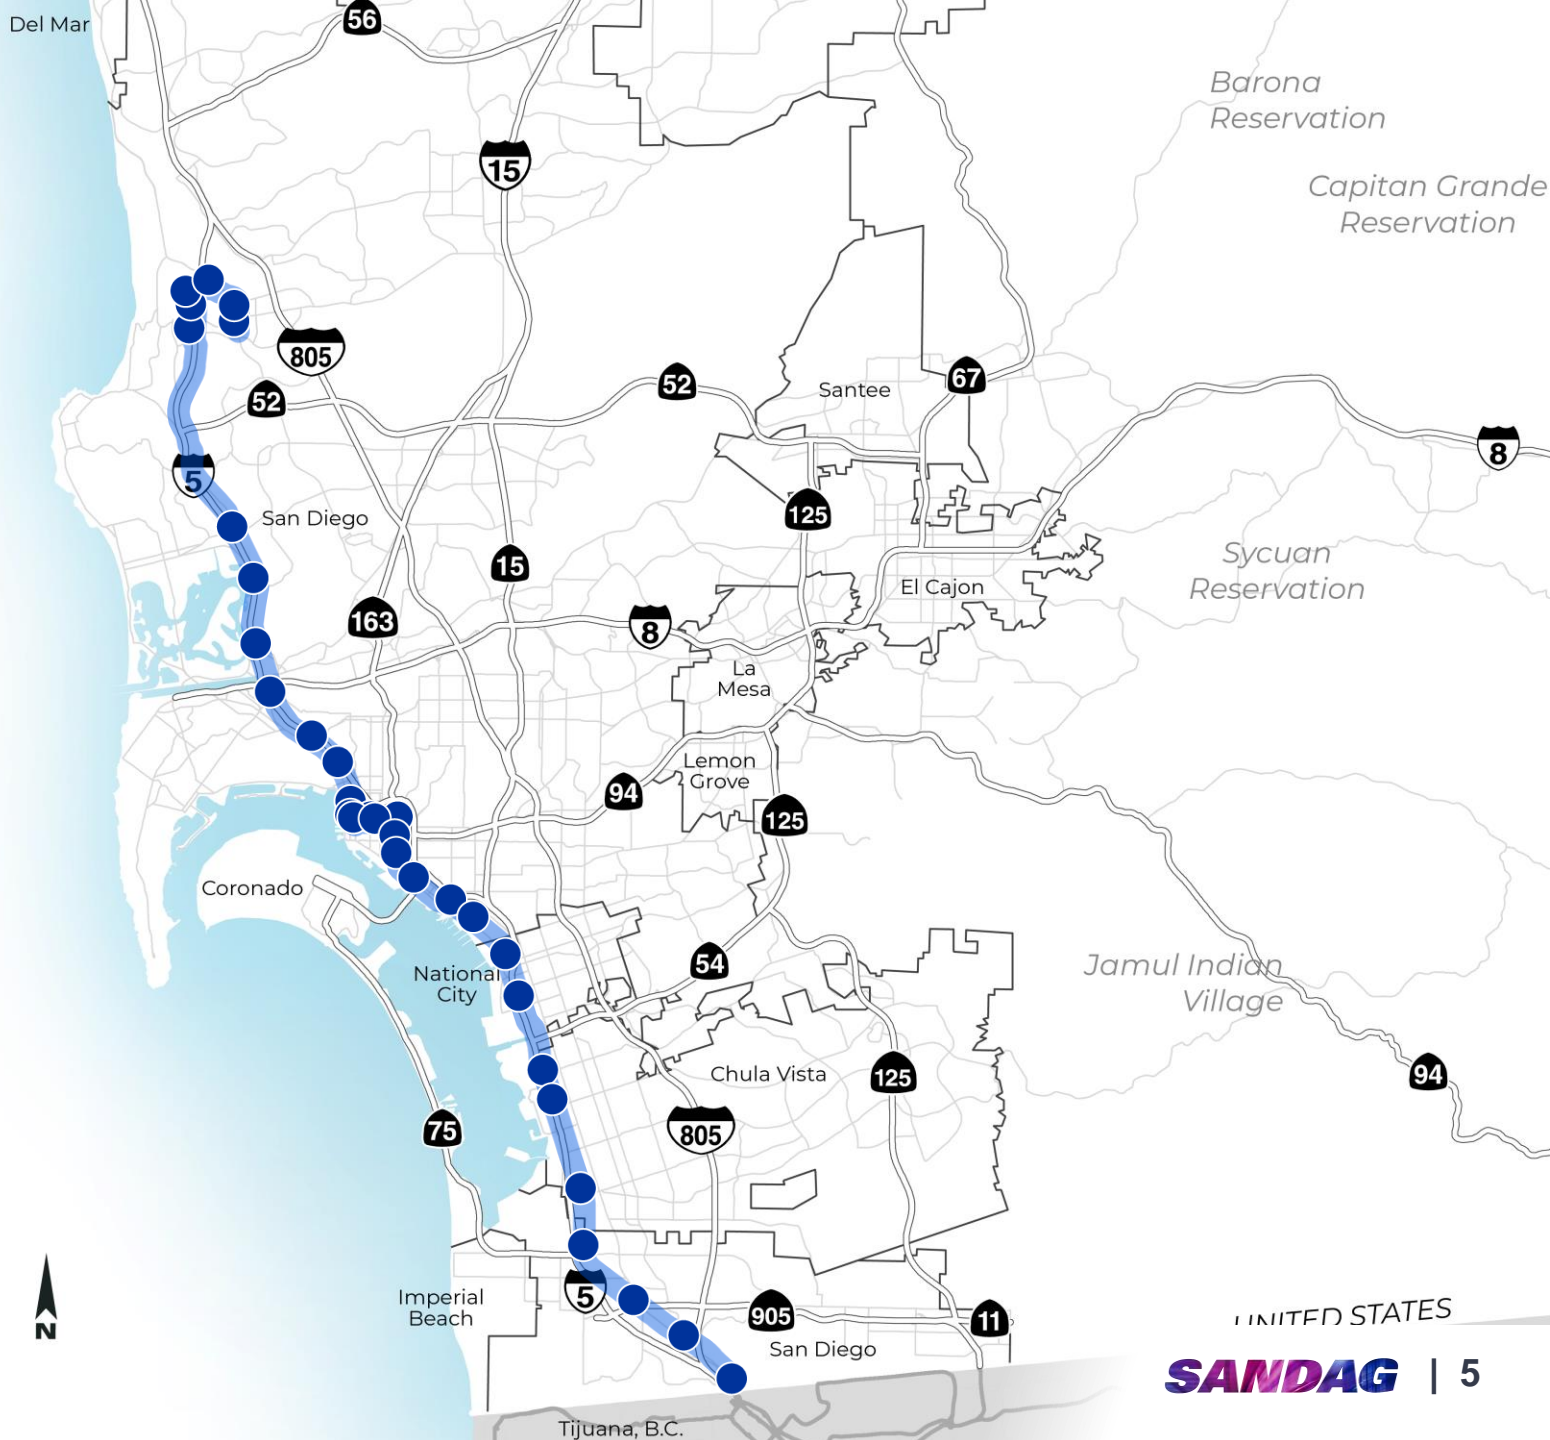 Del Mar
56
Barona
Reservation
15
Capitan Grande
Reservation
805
52
52
Santee
67
8
5
San Diego
125
15
Sycuan
Reservation
El Cajon
163
8
La
Mesa
Lemon
Grove
94
125
Coronado
National
City
54
Jamul Indian
Village
Chula Vista
125
94
75
805
Imperial
Beach
5
905
11
UNITED STATES
San Diego
N
SANDAG | 5
Tijuana, B.C.